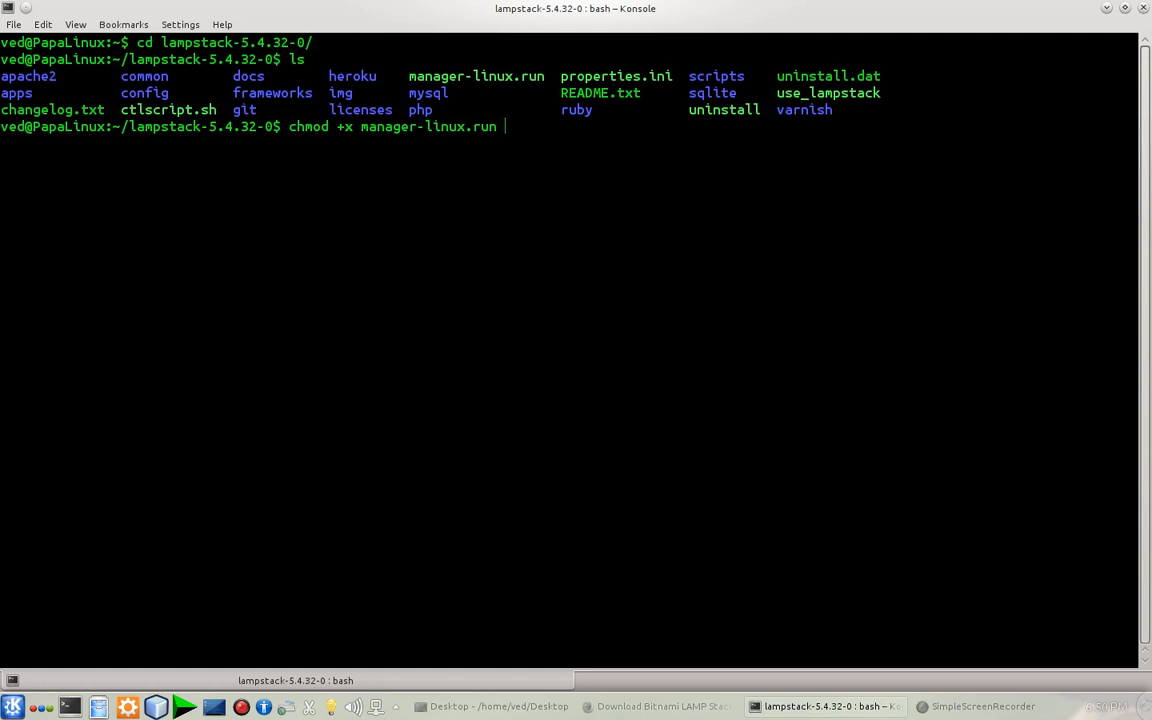 lampstack-5.4.32-0 : bash – Konsole
File Edit View Bookmarks Settings Help
ved@PapaLinux:~$ cd lampstack-5.4.32-0/
ved@PapaLinux:~/lampstack-5.4.32-0$ ls
apache2 common docs heroku manager-linux.run properties.ini scripts uninstall.dat
apps config frameworks img mysql README.txt sqlite use_lampstack
changelog.txt ctlscript.sh git licenses php ruby uninstall varnish
ved@PapaLinux:~/lampstack-5.4.32-0$ chmod +x manager-linux.run
lampstack-5.4.32-0 : bash
Desktop - /home/ved/Desktop Download Bitnami LAMP Stac lampstack-5.4.32-0 : bash – Ko SimpleScreenRecorder 6:50 PM